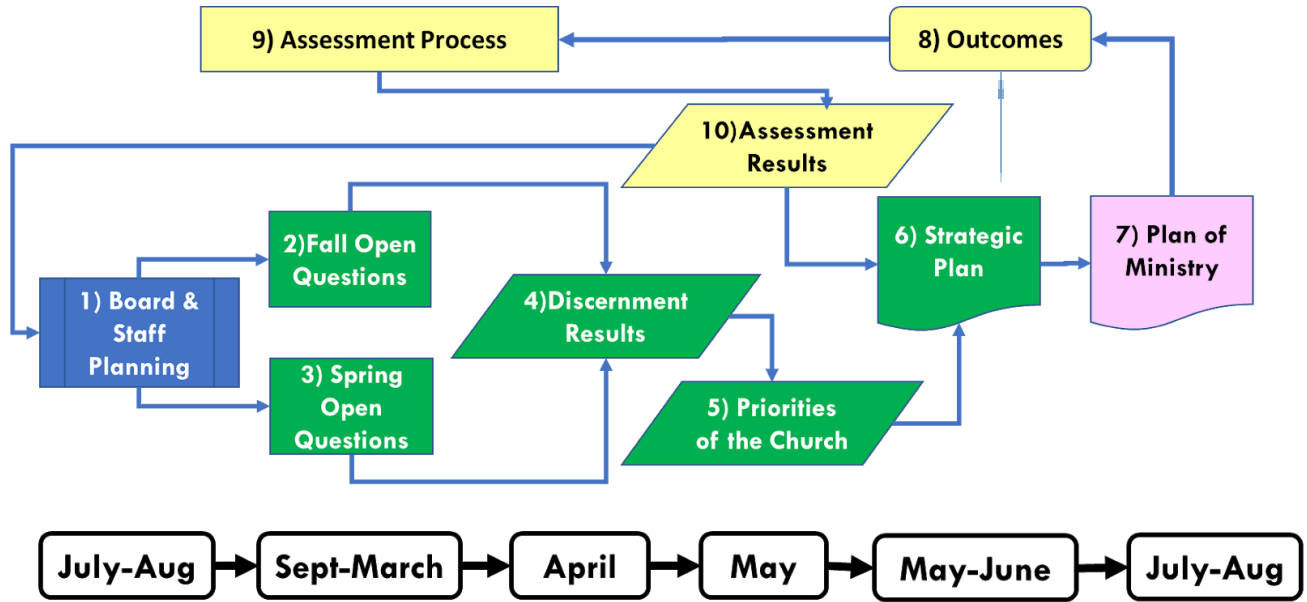 9) Assessment Process
8) Outcomes
10)Assessment
Results
2)Fall Open
Questions
6) Strategic
Plan
7) Plan of
Ministry
1) Board &
Staff
Planning
4)Discernment
Results
3) Spring
Open
Questions
5) Priorities
of the Church
July-Aug
Sept-March
April
May
May-June
July-Aug